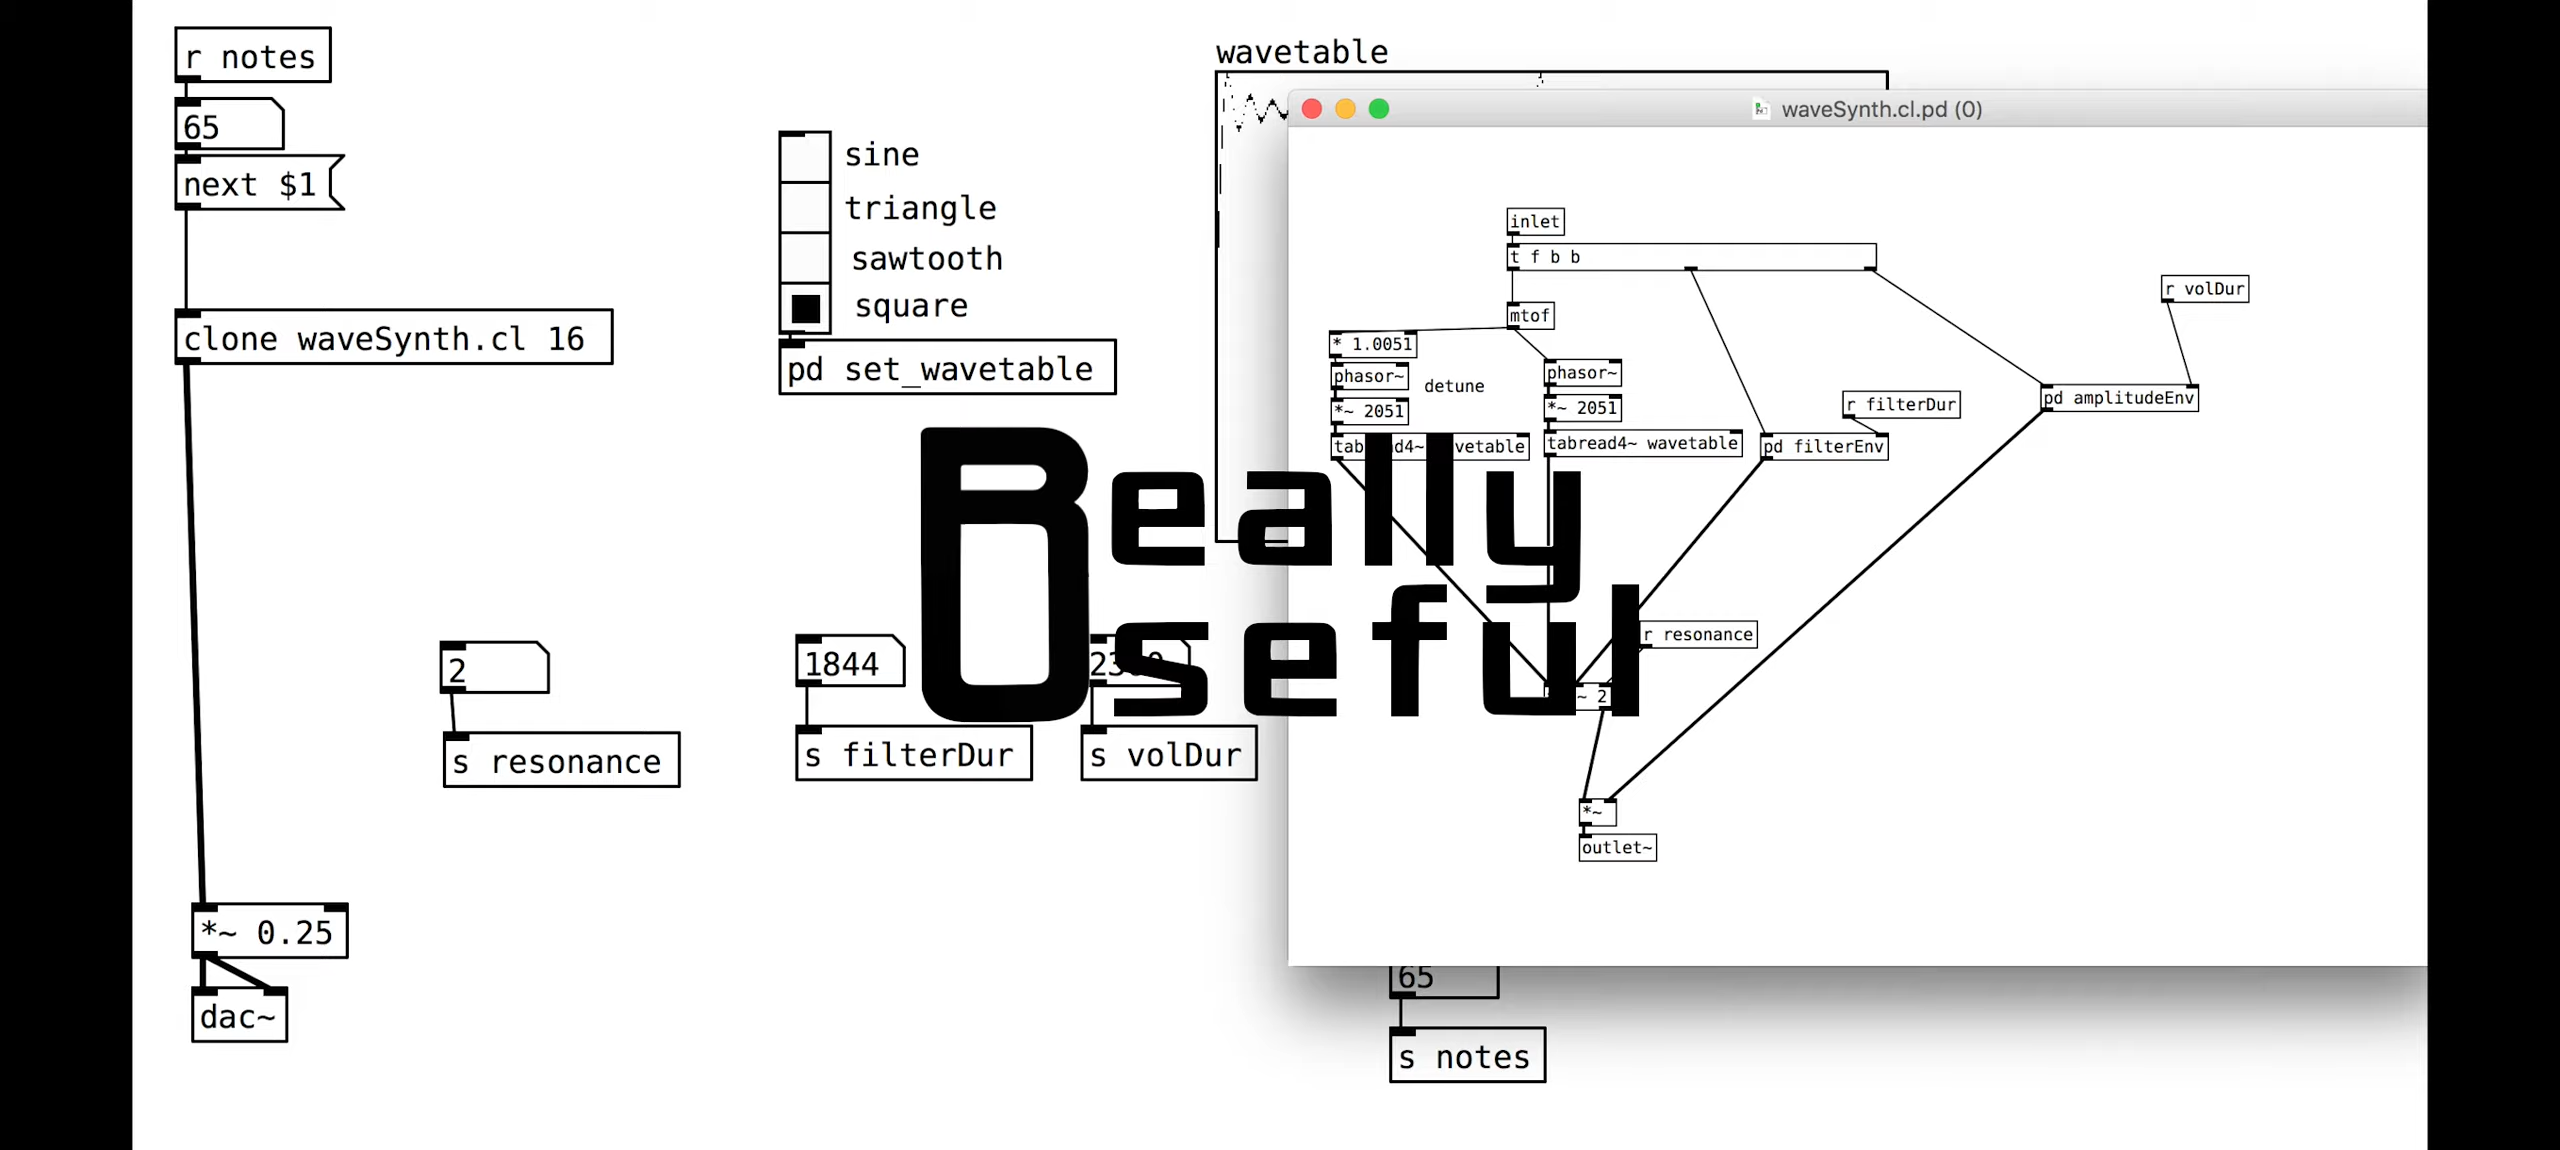 r notes
65
next $1
clone waveSynth.cl 16
*~ 0.25
dac~
2
s resonance
sine
triangle
sawtooth
square
pd set_wavetable
1844
s filterDur
s volDur
wavetable
waveSynth.cl.pd (0)
inlet
t f b b
mtof
* 1.0051
phasor~
*~ 2051
detune
phasor~
*~ 2051
tabread4~ wavetable
r filterDur
pd filterEnv
r volDur
pd amplitudeEnv
r resonance
~ 2
*~
outlet~
65
s notes
Really
Useful